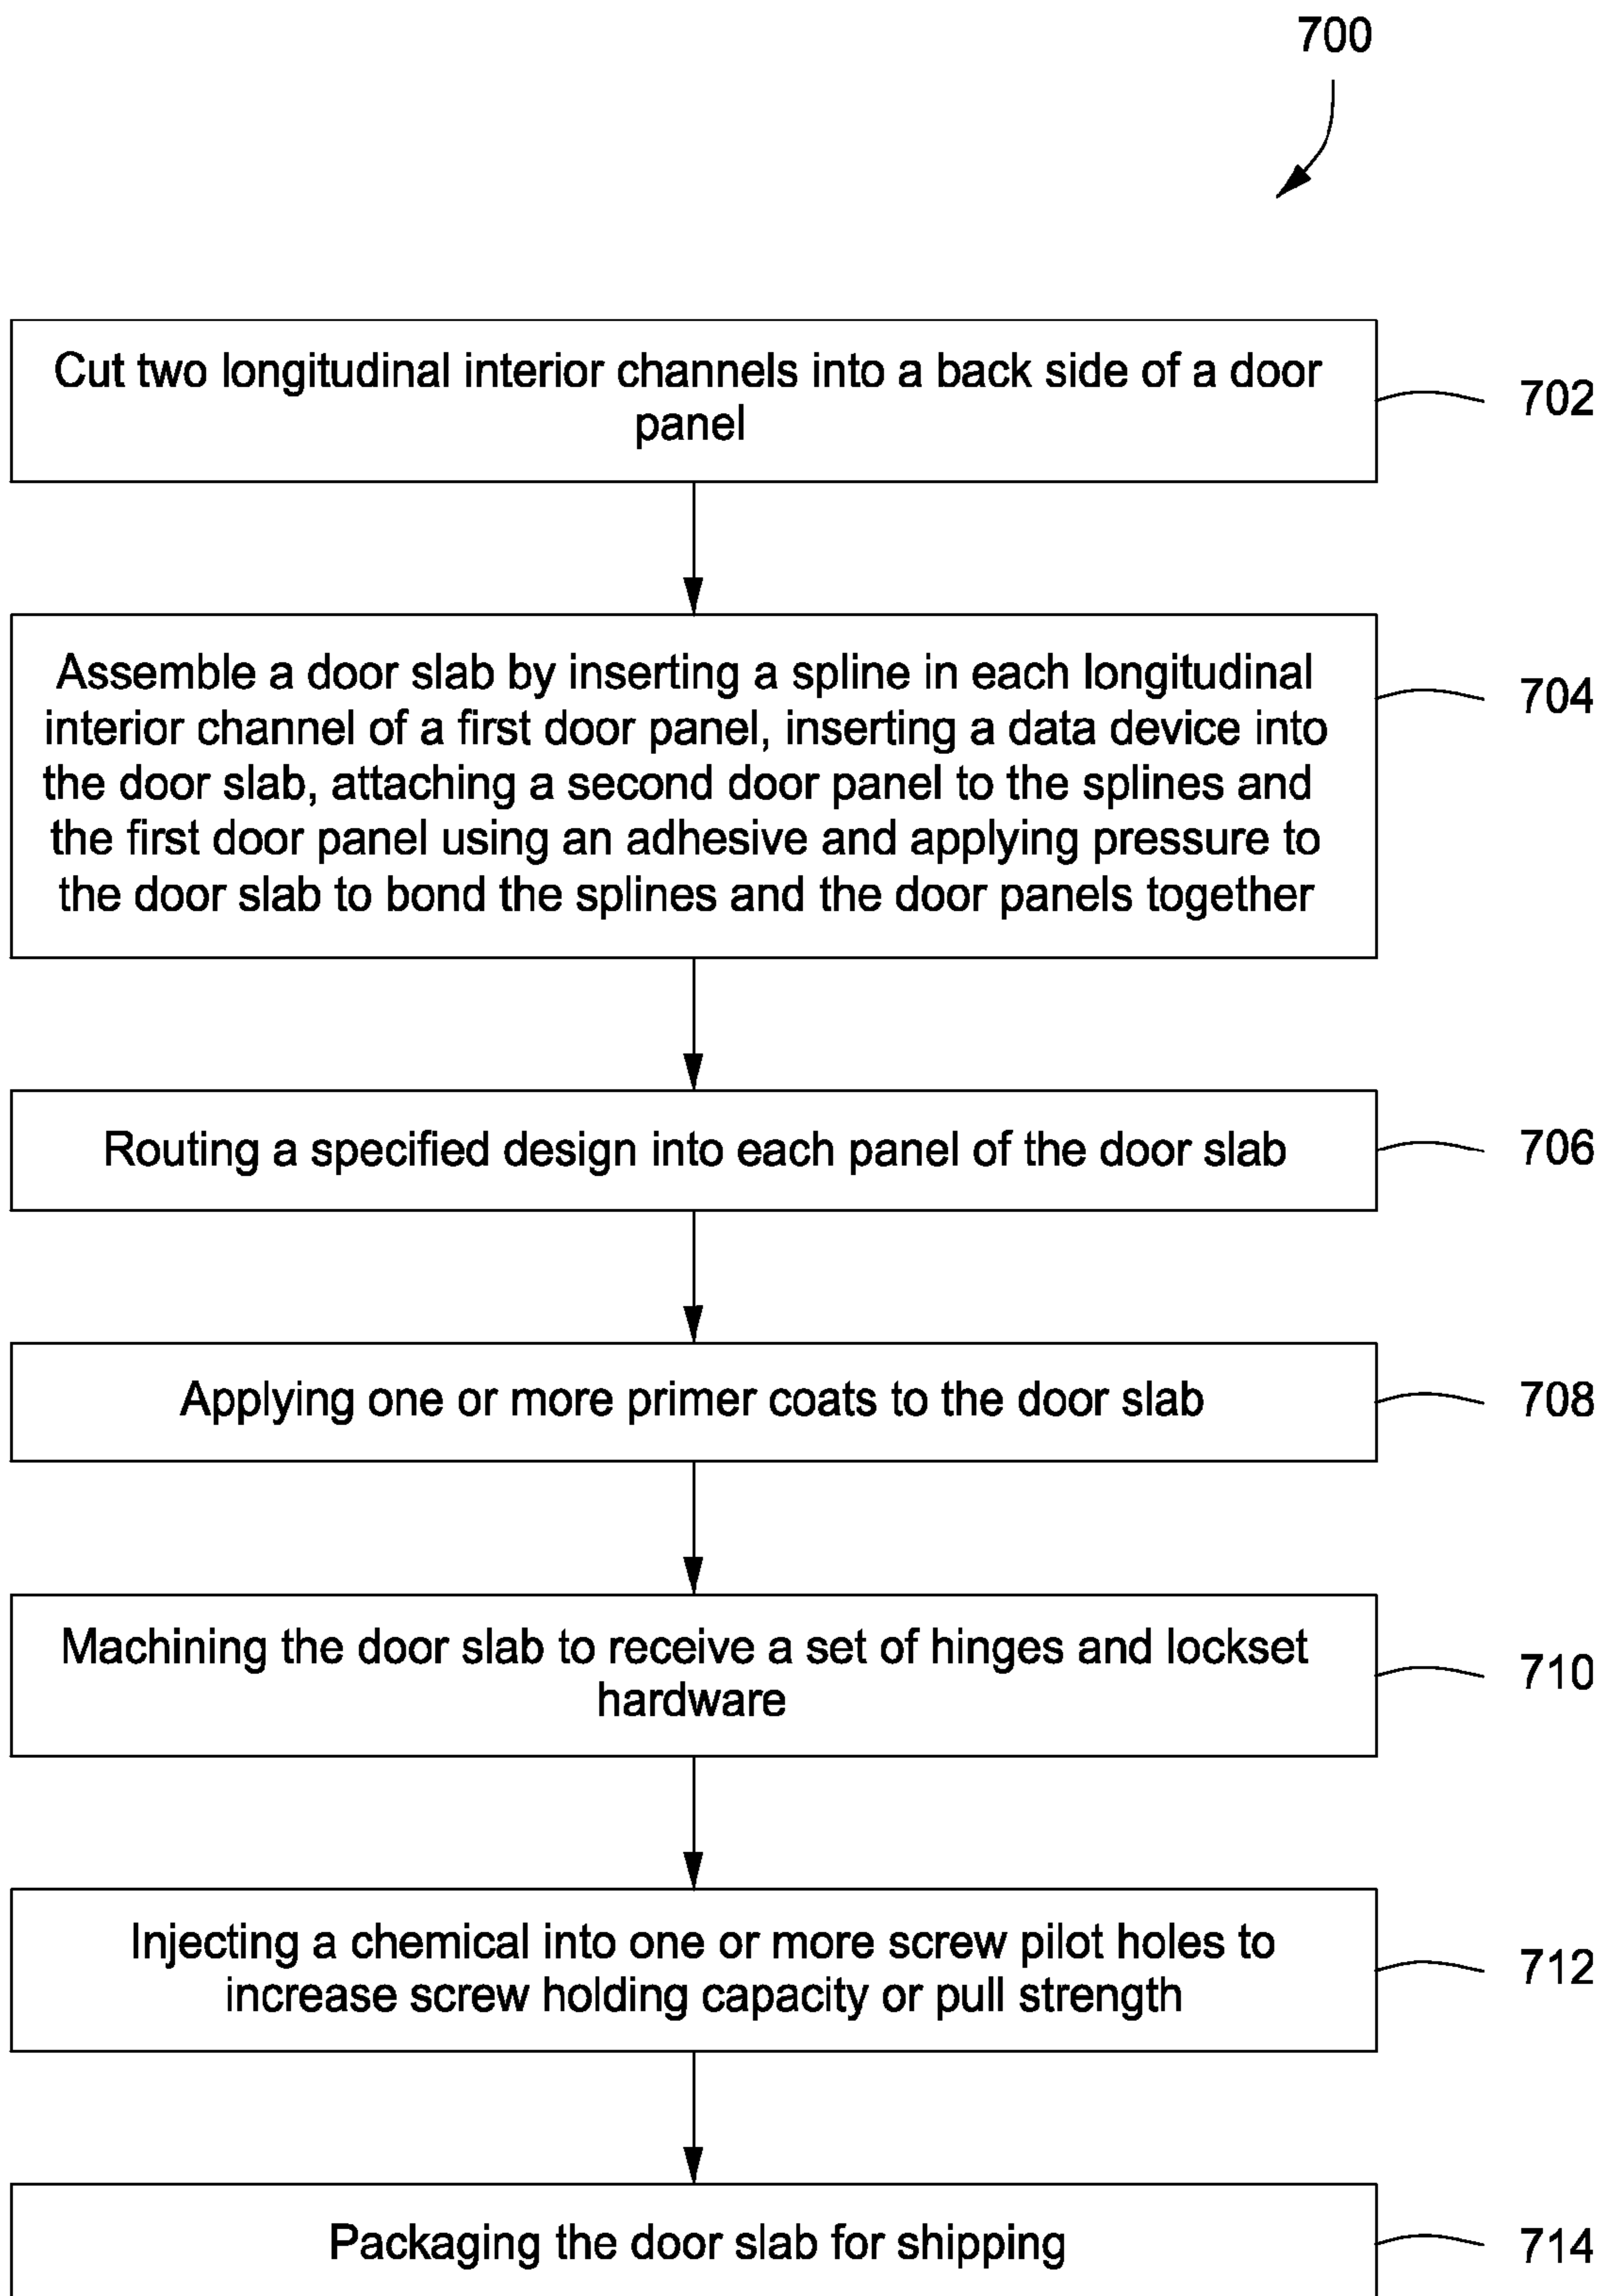 700
Cut two longitudinal interior channels into a back side of a door
panel
702
Assemble a door slab by inserting a spline in each longitudinal
interior channel of a first door panel, inserting a data device into
the door slab, attaching a second door panel to the splines and
the first door panel using an adhesive and applying pressure to
the door slab to bond the splines and the door panels together
704
Routing a specified design into each panel of the door slab
706
Applying one or more primer coats to the door slab
708
Machining the door slab to receive a set of hinges and lockset
hardware
710
Injecting a chemical into one or more screw pilot holes to
increase screw holding capacity or pull strength
712
Packaging the door slab for shipping
714